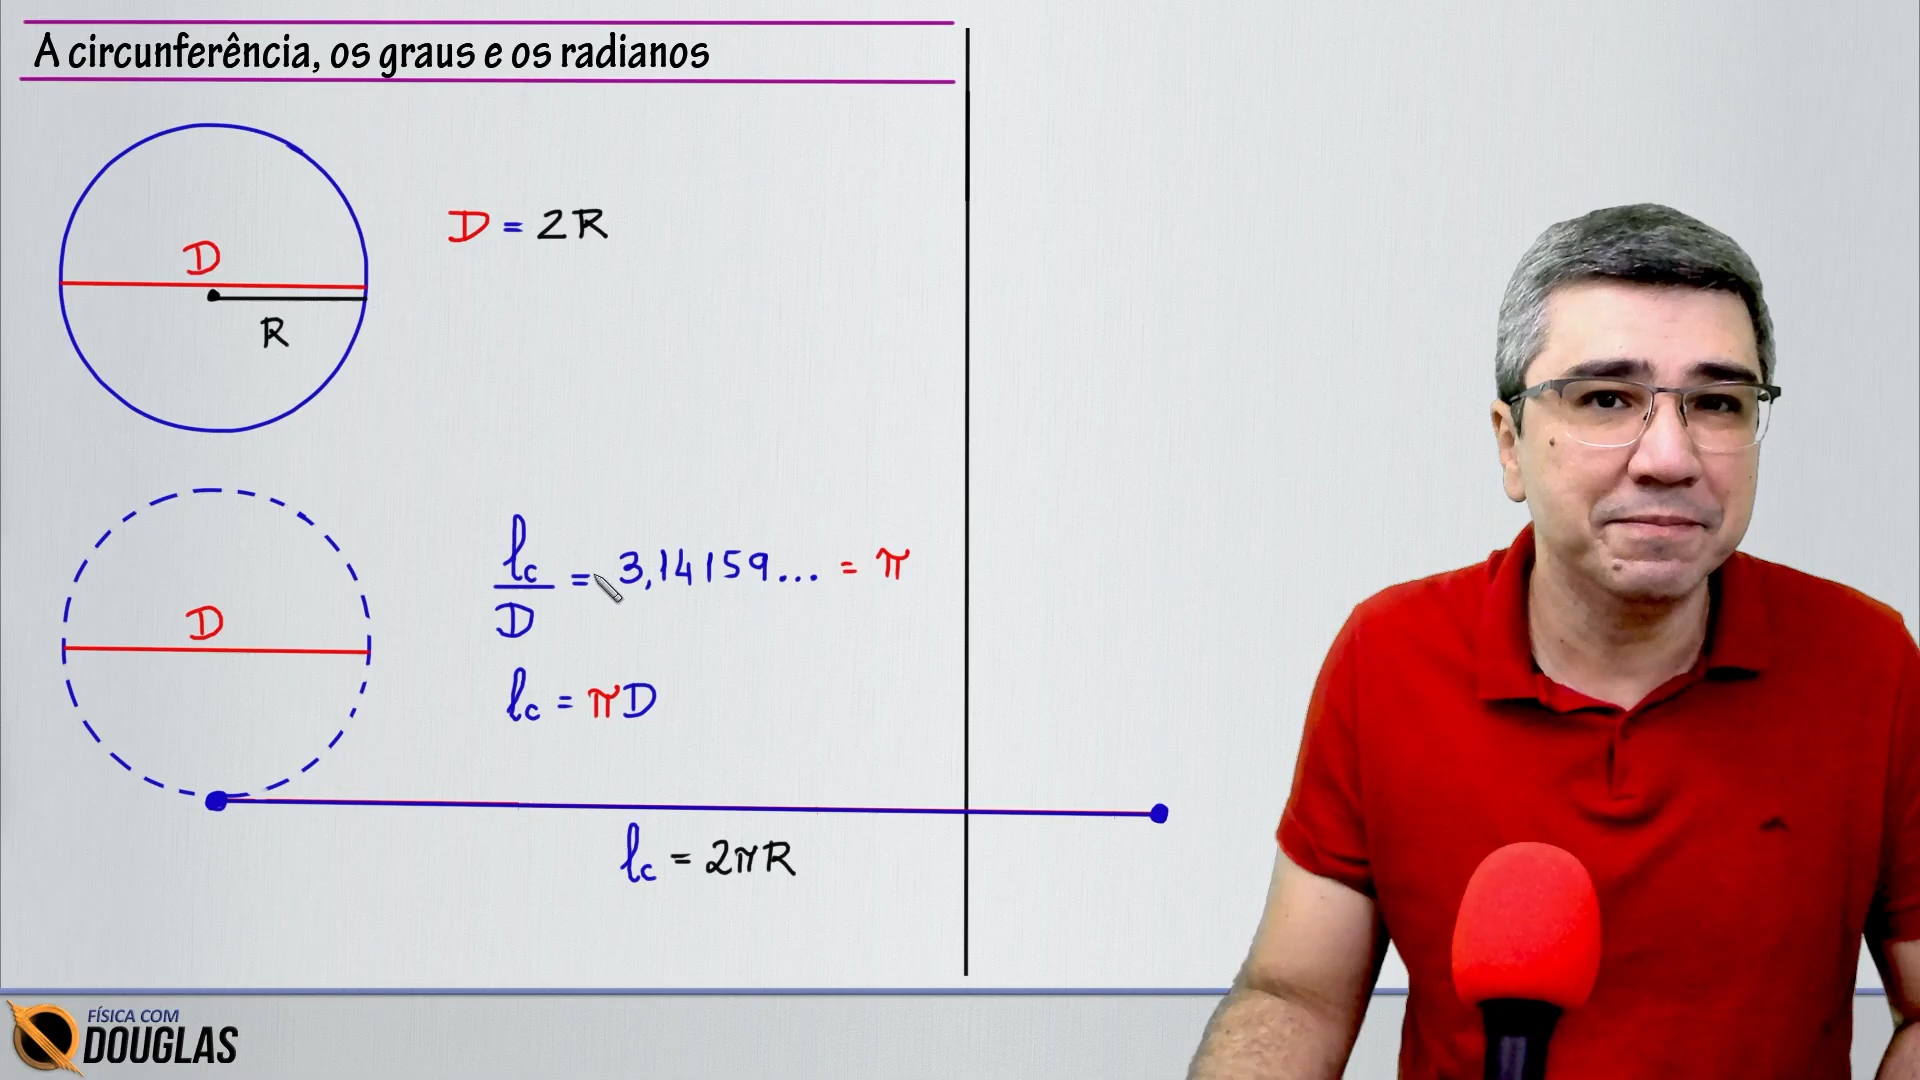 A circunferência, os graus e os radianos
D
R
D = 2R
D
lc
D
= 3,14159... = π
lc = πD
lc = 2πR
FÍSICA COM
DOUGLAS